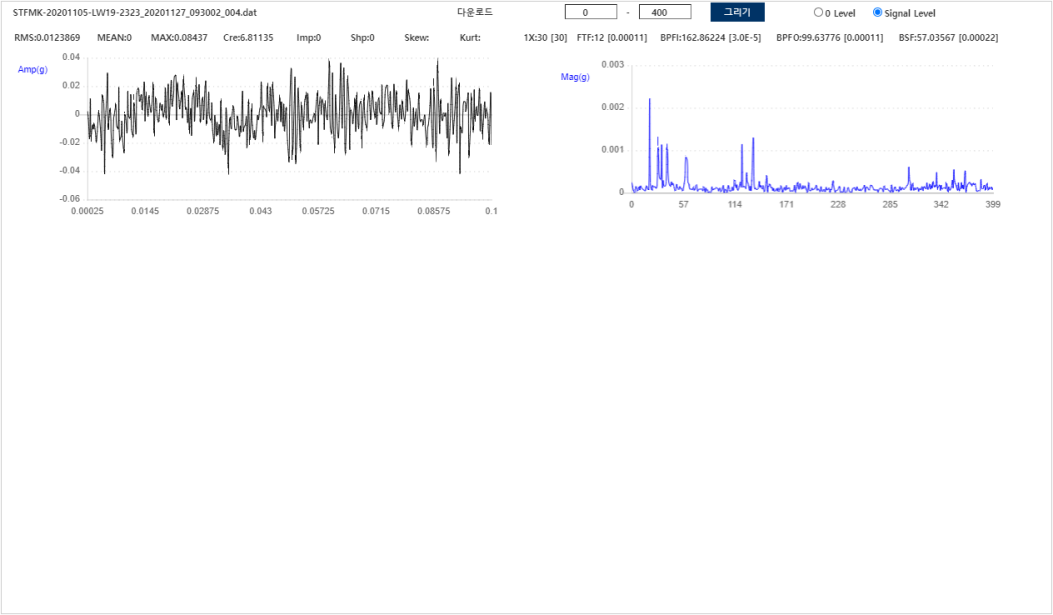 STFMK-20201105-LW19-2323_20201127_093002_004.dat 다운로드 0 - 400 그리기 0 Level Signal Level
RMS:0.0123869 MEAN:0 MAX:0.08437 Cre:6.81135 Imp:0 Shp:0 Skew: Kurt: 1X:30 [30] FTF:12 [0.00011] BPFI:162.86224 [3.0E-5] BPFO:99.63776 [0.00011] BSF:57.03567 [0.00022]
Amp(g)
0.04
0.02
0
-0.02
-0.04
-0.06
0.00025 0.0145 0.02875 0.043 0.05725 0.0715 0.08575 0.1
Mag(g)
0.003
0.002
0.001
0
0 57 114 171 228 285 342 399